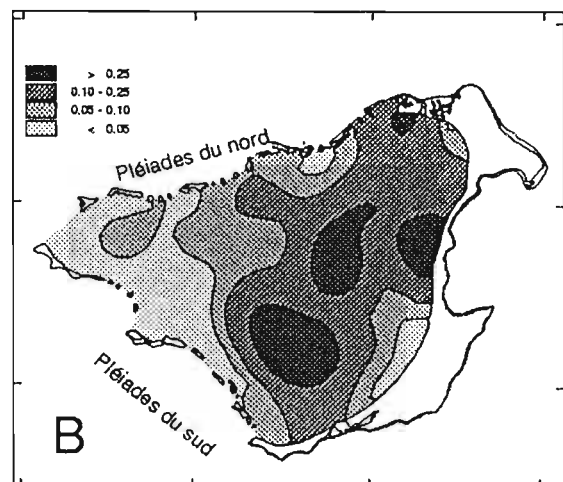 > 0.25
0.10 - 0.25
0.05 - 0.10
< 0.05
Pléiades du nord
Pléiades du sud
B